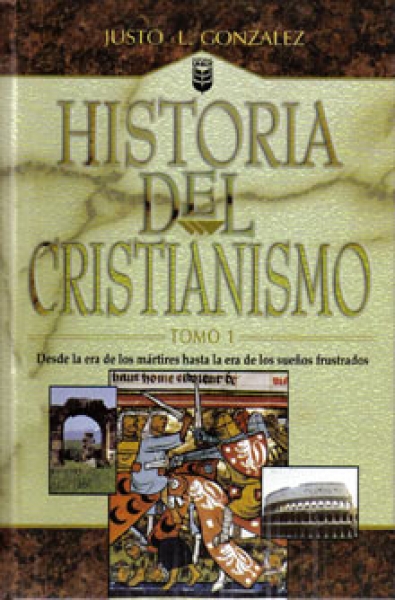 JUSTO L. GONZALEZ
HISTORIA
DEL
CRISTIANISMO
TOMO 1
Desde la era de los mártires hasta la era de los sueños frustrados